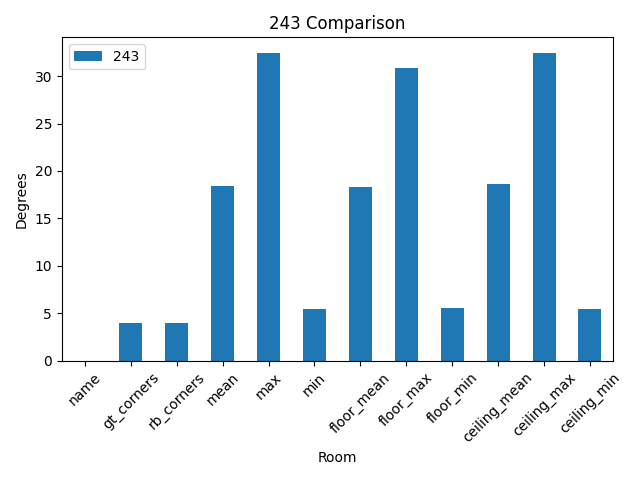 243 Comparison
243
Degrees
30
25
20
15
10
5
0
name
gt_corners
rb_corners
mean
max
min
floor_mean
floor_max
floor_min
ceiling_mean
ceiling_max
ceiling_min
Room